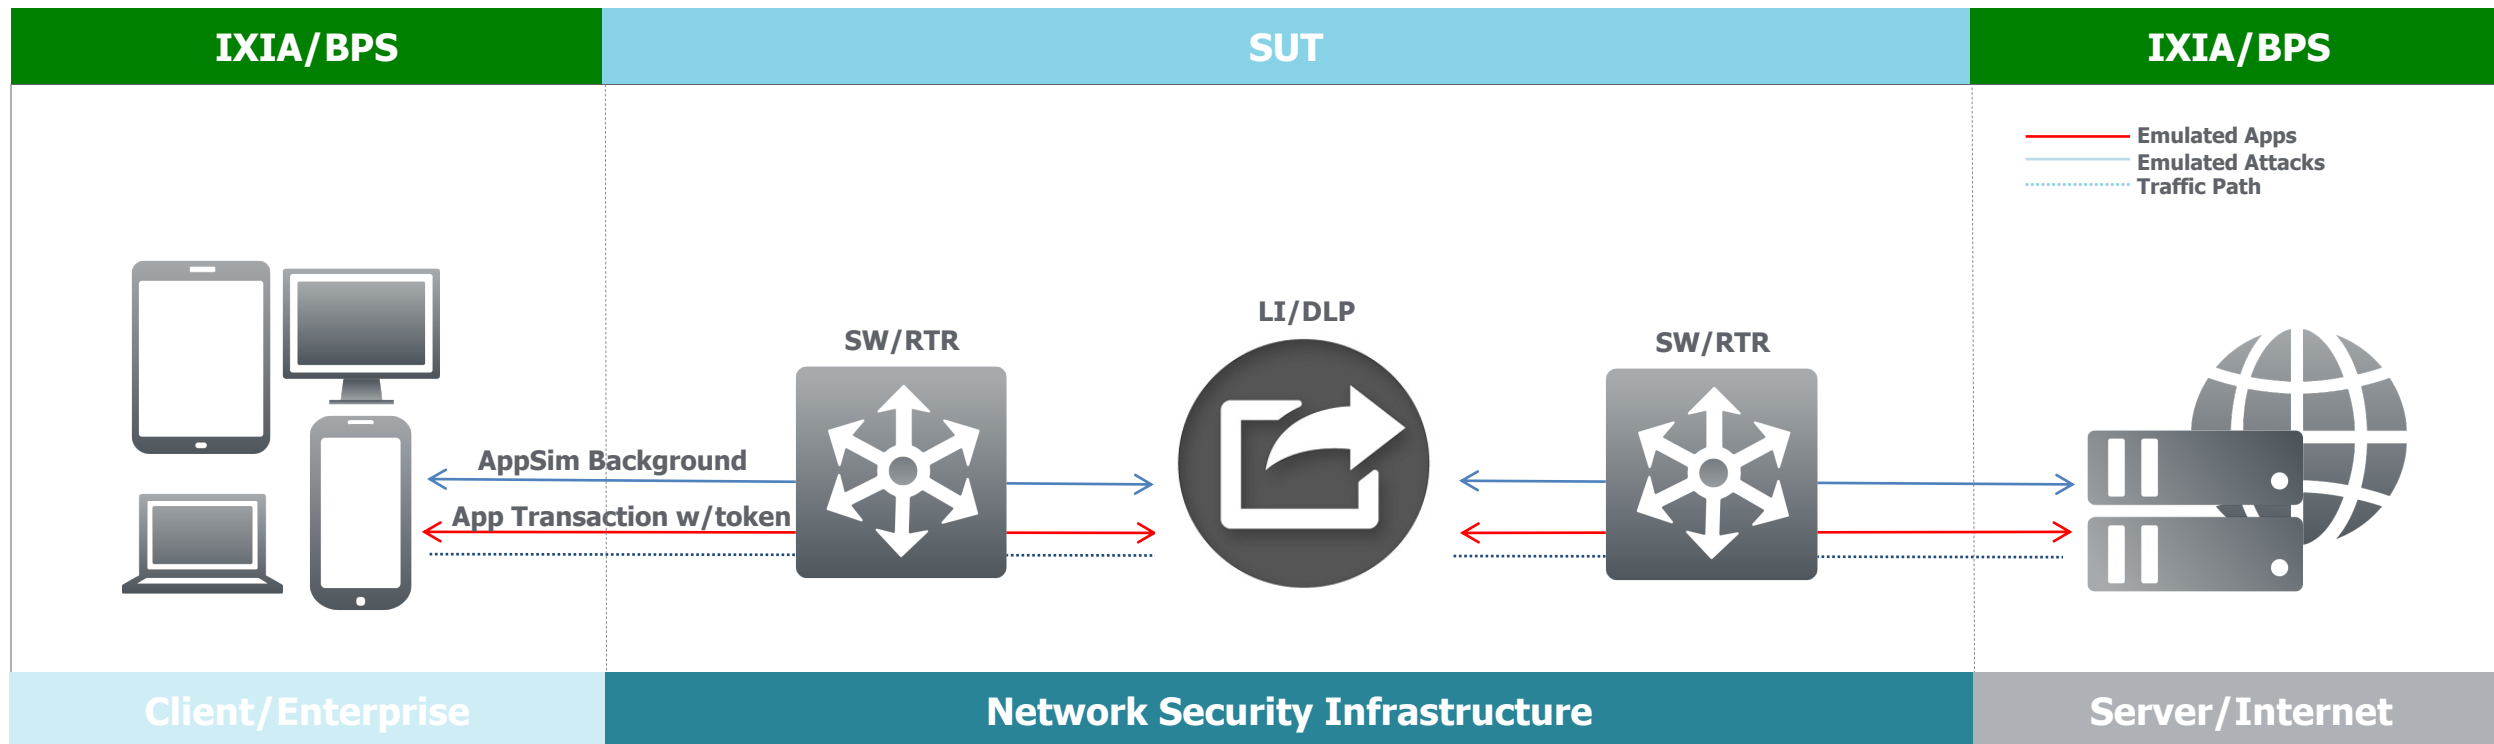 IXIA/BPS
SUT
IXIA/BPS
Emulated Apps
Emulated Attacks
Traffic Path
LI/DLP
SW/RTR
SW/RTR
AppSim Background
App Transaction w/token
Client/Enterprise
Network Security Infrastructure
Server/Internet